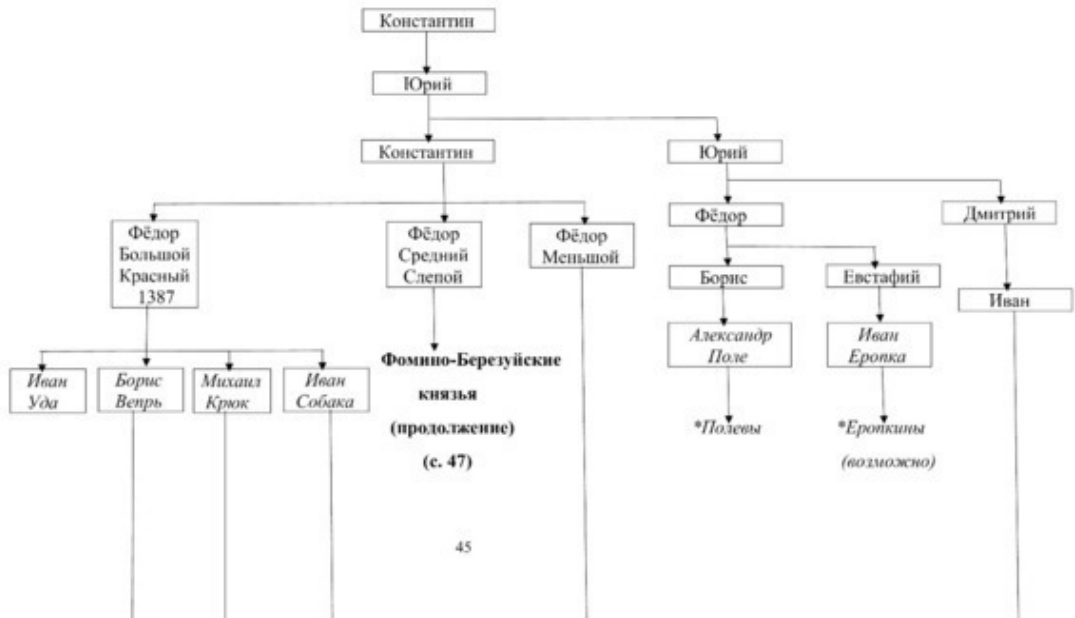 Константин
Юрий
Константин
Юрий
Фёдор
Большой
Красный
1387
Фёдор
Средний
Слепой
Фёдор
Меньшой
Фёдор
Дмитрий
Борис
Евстафий
Иван
Александр
Поле
Иван
Еропка
Иван
Уда
Борис
Вепрь
Михаил
Крюк
Иван
Собака
Фомино-Березуйские
князья
(продолжение)
(с. 47)
*Полевы
*Еропкины
(возможно)
45